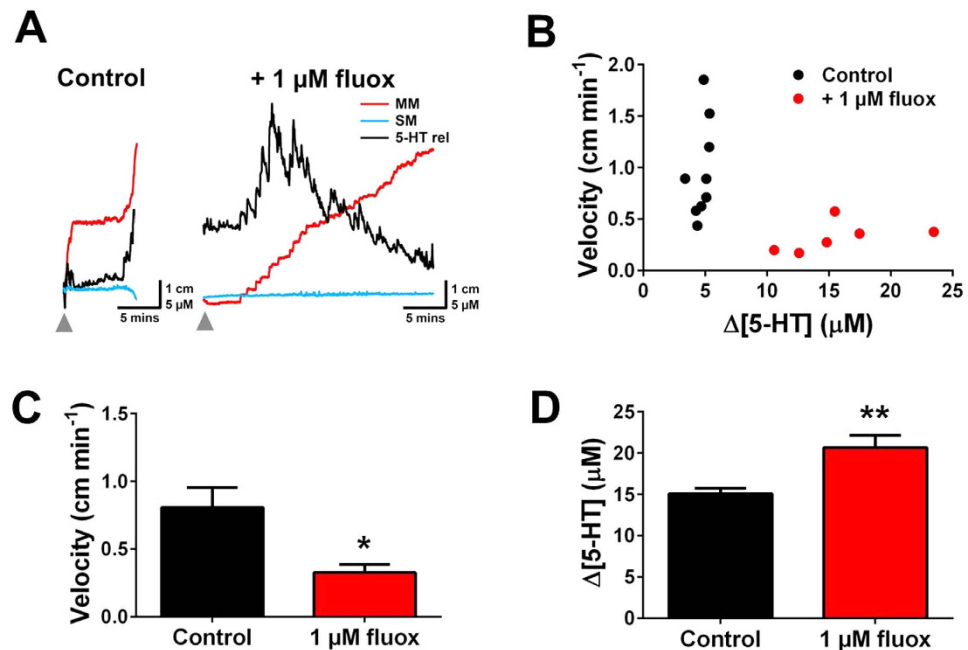 A
Control
+ 1 µM fluox
MM
SM
5-HT rel
1 cm
5 µM
5 mins
1 cm
5 µM
5 mins
B
Velocity (cm min⁻¹)
2.0
1.5
1.0
0.5
0.0
0
5
10
15
20
25
Δ[5-HT] (µM)
Control
+ 1 µM fluox
C
Velocity (cm min⁻¹)
1.5
1.0
0.5
0.0
*
Control
1 µM fluox
D
Δ[5-HT] (µM)
25
20
15
10
5
0
**
Control
1 µM fluox